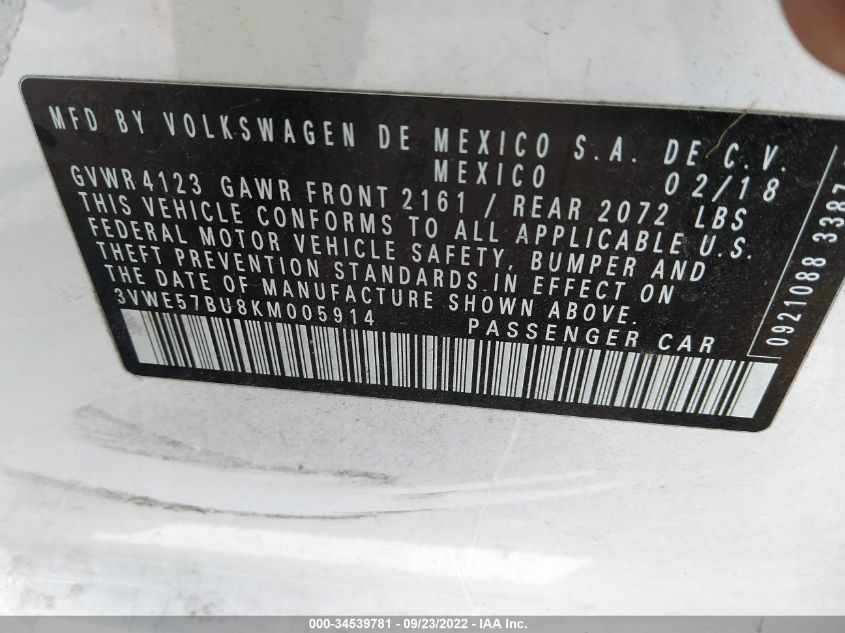 MFD BY VOLKSWAGEN DE MEXICO S.A. DE C.V.
MEXICO 02/18
GVWR4123 GAWR FRONT 2161 / REAR 2072 LBS
THIS VEHICLE CONFORMS TO ALL APPLICABLE U.S.
FEDERAL MOTOR VEHICLE SAFETY, BUMPER AND
THEFT PREVENTION STANDARDS IN EFFECT ON
THE DATE OF MANUFACTURE SHOWN ABOVE.
3VWE57BU8KM005914 PASSENGER CAR
0921088 3387
000-34539781 - 09/23/2022 - IAA Inc.